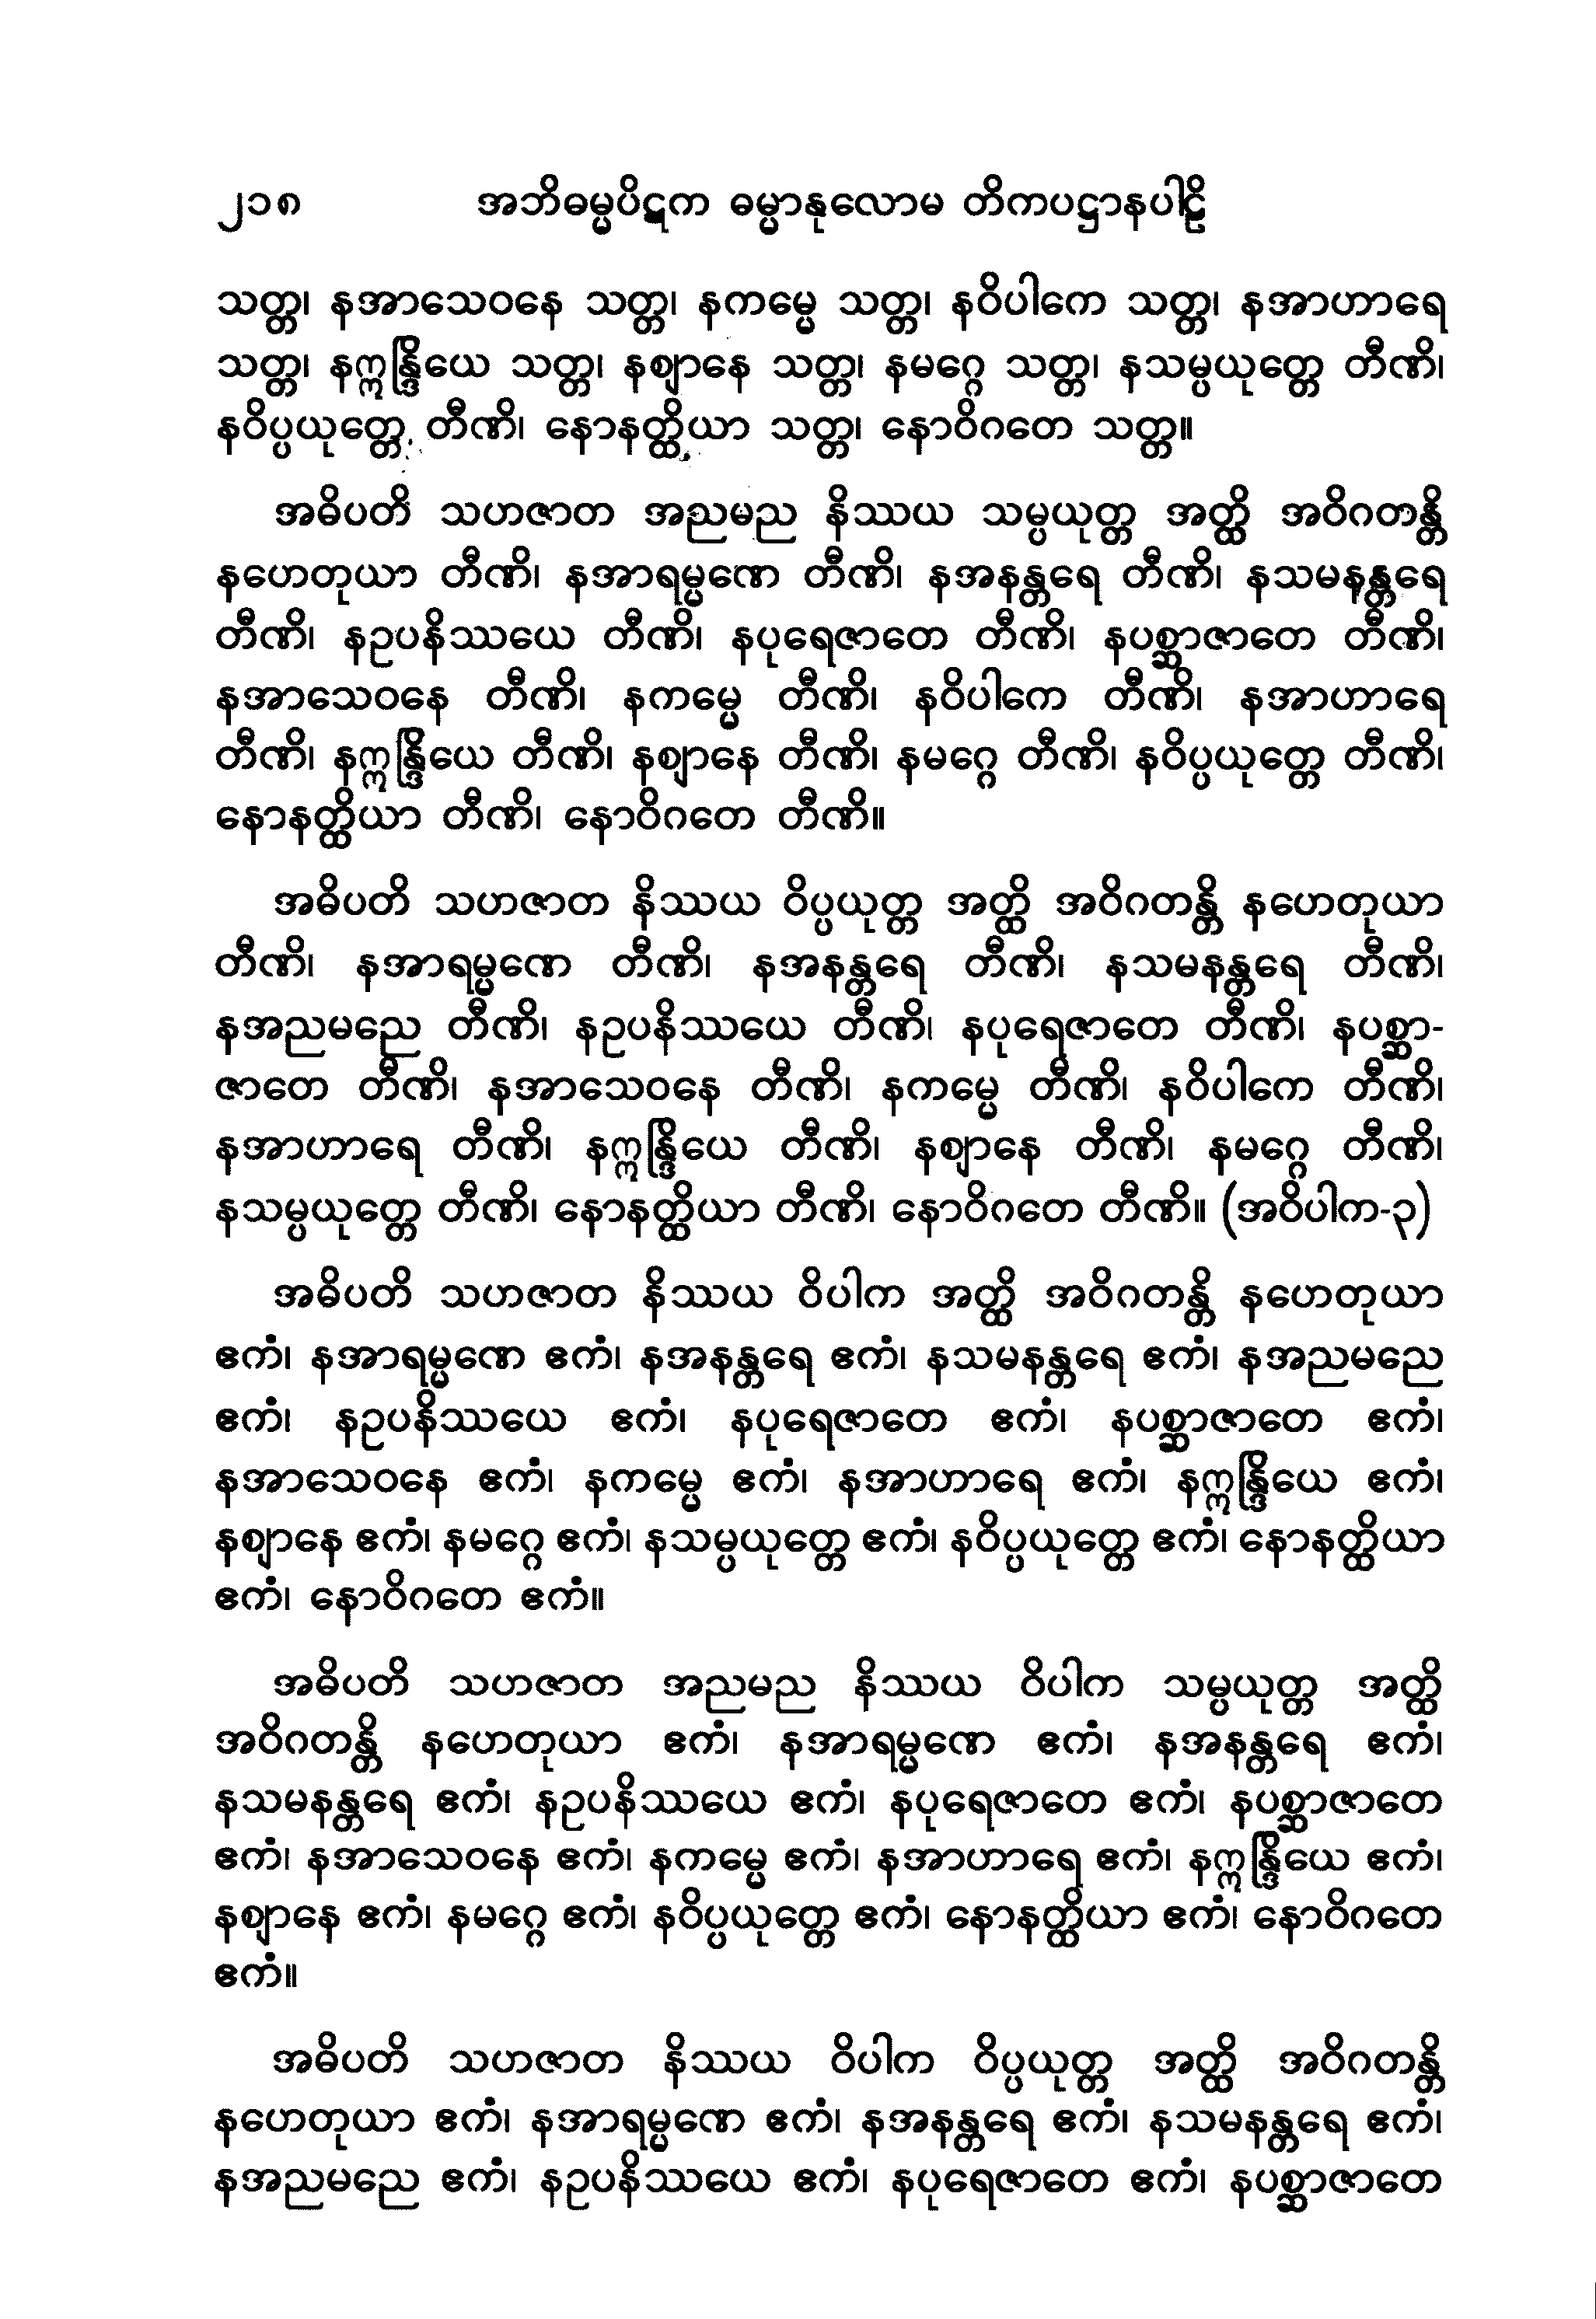 ၂၁၈ အဘိဓမ္မပိဋက ဓမ္မာနုလောမ တိကပဋ္ဌာနပါဠိ
သတ္တ၊ နအာသေဝနေ သတ္တ၊ နကမ္မေ သတ္တ၊ နဝိပါကေ သတ္တ၊ နအာဟာရေ
သတ္တ၊ နဣန္ဒြိယေ သတ္တ၊ နဈာနေ သတ္တ၊ နမဂ္ဂေ သတ္တ၊ နသမ္ပယုတ္တေ တီဏိ၊
နဝိပ္ပယုတ္တေ တီဏိ၊ နောနတ္ထိယာ သတ္တ၊ နောဝိဂတေ သတ္တ။
အဓိပတိ သဟဇာတ အညမည နိဿယ သမ္ပယုတ္တ အတ္ထိ အဝိဂတန္တိ
နဟေတုယာ တီဏိ၊ နအာရမ္မဏေ တီဏိ၊ နအနန္တရေ တီဏိ၊ နသမနန္တရေ
တီဏိ၊ နဥပနိဿယေ တီဏိ၊ နပုရေဇာတေ တီဏိ၊ နပစ္ဆာဇာတေ တီဏိ၊
နအာသေဝနေ တီဏိ၊ နကမ္မေ တီဏိ၊ နဝိပါကေ တီဏိ၊ နအာဟာရေ
တီဏိ၊ နဣန္ဒြိယေ တီဏိ၊ နဈာနေ တီဏိ၊ နမဂ္ဂေ တီဏိ၊ နဝိပ္ပယုတ္တေ တီဏိ၊
နောနတ္ထိယာ တီဏိ၊ နောဝိဂတေ တီဏိ။
အဓိပတိ သဟဇာတ နိဿယ ဝိပ္ပယုတ္တ အတ္ထိ အဝိဂတန္တိ နဟေတုယာ
တီဏိ၊ နအာရမ္မဏေ တီဏိ၊ နအနန္တရေ တီဏိ၊ နသမနန္တရေ တီဏိ၊
နအညမညေ တီဏိ၊ နဥပနိဿယေ တီဏိ၊ နပုရေဇာတေ တီဏိ၊ နပစ္ဆာ-
ဇာတေ တီဏိ၊ နအာသေဝနေ တီဏိ၊ နကမ္မေ တီဏိ၊ နဝိပါကေ တီဏိ၊
နအာဟာရေ တီဏိ၊ နဣန္ဒြိယေ တီဏိ၊ နဈာနေ တီဏိ၊ နမဂ္ဂေ တီဏိ၊
နသမ္ပယုတ္တေ တီဏိ၊ နောနတ္ထိယာ တီဏိ၊ နောဝိဂတေ တီဏိ။ (အဝိပါက-၃)
အဓိပတိ သဟဇာတ နိဿယ ဝိပါက အတ္ထိ အဝိဂတန္တိ နဟေတုယာ
ဧကံ၊ နအာရမ္မဏေ ဧကံ၊ နအနန္တရေ ဧကံ၊ နသမနန္တရေ ဧကံ၊ နအညမညေ
ဧကံ၊ နဥပနိဿယေ ဧကံ၊ နပုရေဇာတေ ဧကံ၊ နပစ္ဆာဇာတေ ဧကံ၊
နအာသေဝနေ ဧကံ၊ နကမ္မေ ဧကံ၊ နအာဟာရေ ဧကံ၊ နဣန္ဒြိယေ ဧကံ၊
နဈာနေ ဧကံ၊ နမဂ္ဂေ ဧကံ၊ နသမ္ပယုတ္တေ ဧကံ၊ နဝိပ္ပယုတ္တေ ဧကံ၊ နောနတ္ထိယာ
ဧကံ၊ နောဝိဂတေ ဧကံ။
အဓိပတိ သဟဇာတ အညမည နိဿယ ဝိပါက သမ္ပယုတ္တ အတ္ထိ
အဝိဂတန္တိ နဟေတုယာ ဧကံ၊ နအာရမ္မဏေ ဧကံ၊ နအနန္တရေ ဧကံ၊
နသမနန္တရေ ဧကံ၊ နဥပနိဿယေ ဧကံ၊ နပုရေဇာတေ ဧကံ၊ နပစ္ဆာဇာတေ
ဧကံ၊ နအာသေဝနေ ဧကံ၊ နကမ္မေ ဧကံ၊ နအာဟာရေ ဧကံ၊ နဣန္ဒြိယေ ဧကံ၊
နဈာနေ ဧကံ၊ နမဂ္ဂေ ဧကံ၊ နဝိပ္ပယုတ္တေ ဧကံ၊ နောနတ္ထိယာ ဧကံ၊ နောဝိဂတေ
ဧကံ။
အဓိပတိ သဟဇာတ နိဿယ ဝိပါက ဝိပ္ပယုတ္တ အတ္ထိ အဝိဂတန္တိ
နဟေတုယာ ဧကံ၊ နအာရမ္မဏေ ဧကံ၊ နအနန္တရေ ဧကံ၊ နသမနန္တရေ ဧကံ၊
နအညမညေ ဧကံ၊ နဥပနိဿယေ ဧကံ၊ နပုရေဇာတေ ဧကံ၊ နပစ္ဆာဇာတေ